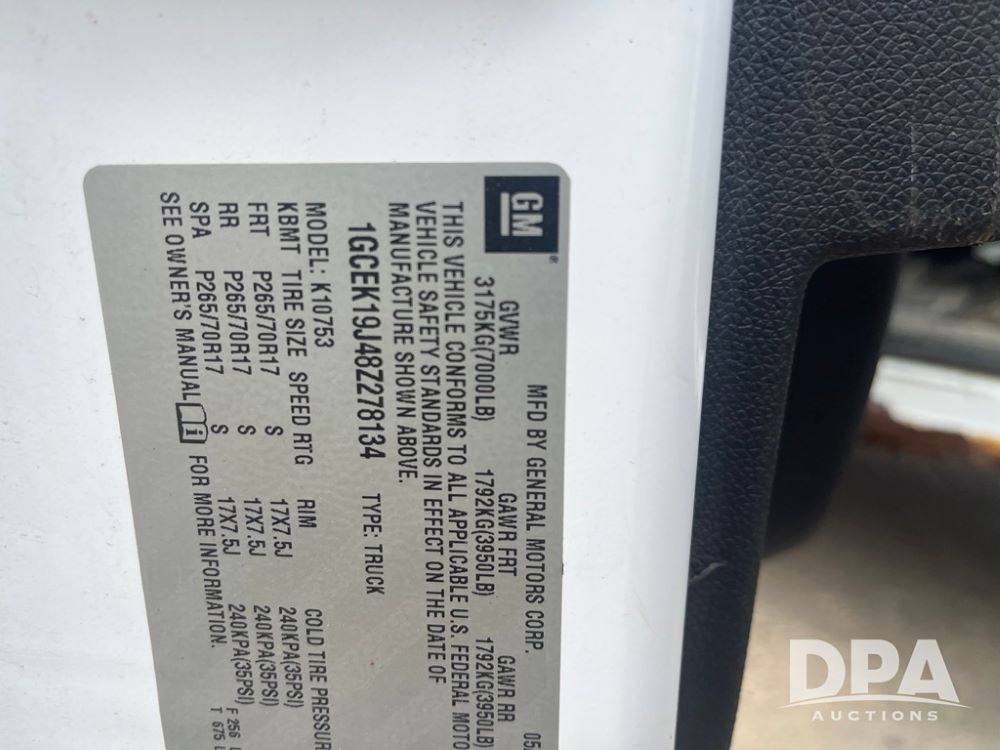 GM®
MFD BY GENERAL MOTORS CORP.
GVWR GAWR FRT GAWR RR
3175KG(7000LB) 1792KG(3950LB) 1792KG(3950LB)
THIS VEHICLE CONFORMS TO ALL APPLICABLE U.S. FEDERAL
VEHICLE SAFETY STANDARDS IN EFFECT ON THE DATE OF
MANUFACTURE SHOWN ABOVE.
1GCEK19J48Z278134 TYPE: TRUCK
MODEL: K10753
KBMT TIRE SIZE SPEED RTG RIM COLD TIRE PRESSUR
FRT P265/70R17 S 17X7.5J 240KPA(35PSI)
RR P265/70R17 S 17X7.5J 240KPA(35PSI)
SPA P265/70R17 S 17X7.5J 240KPA(35PSI)
SEE OWNER'S MANUAL FOR MORE INFORMATION.
F 256
T 675
DPA
AUCTIONS